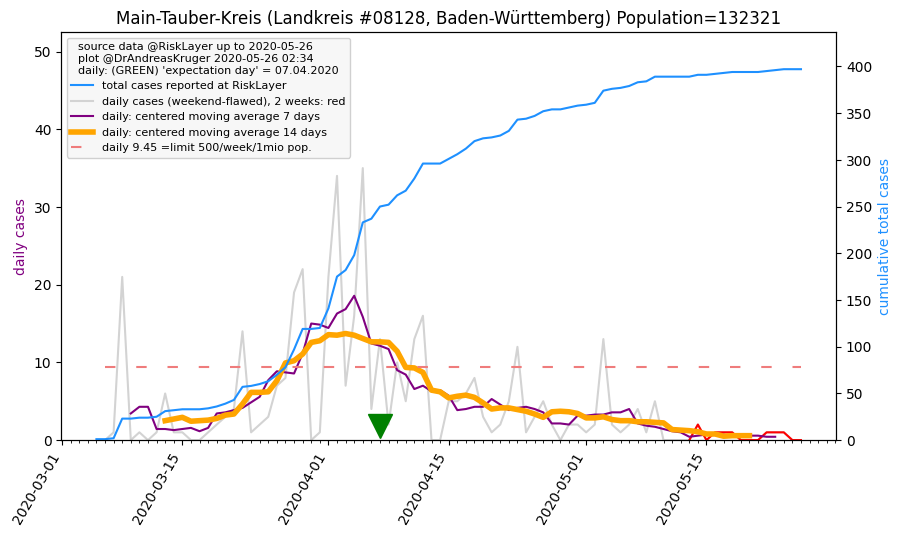 Main-Tauber-Kreis (Landkreis #08128, Baden-Württemberg) Population=132321
source data @RiskLayer up to 2020-05-26
plot @DrAndreasKruger 2020-05-26 02:34
daily: (GREEN) 'expectation day' = 07.04.2020
total cases reported at RiskLayer
daily cases (weekend-flawed), 2 weeks: red
daily: centered moving average 7 days
daily: centered moving average 14 days
daily 9.45 =limit 500/week/1mio pop.
daily cases
50
40
30
20
10
0
cumulative total cases
400
350
300
250
200
150
100
50
0
2020-03-01
2020-03-15
2020-04-01
2020-04-15
2020-05-01
2020-05-15